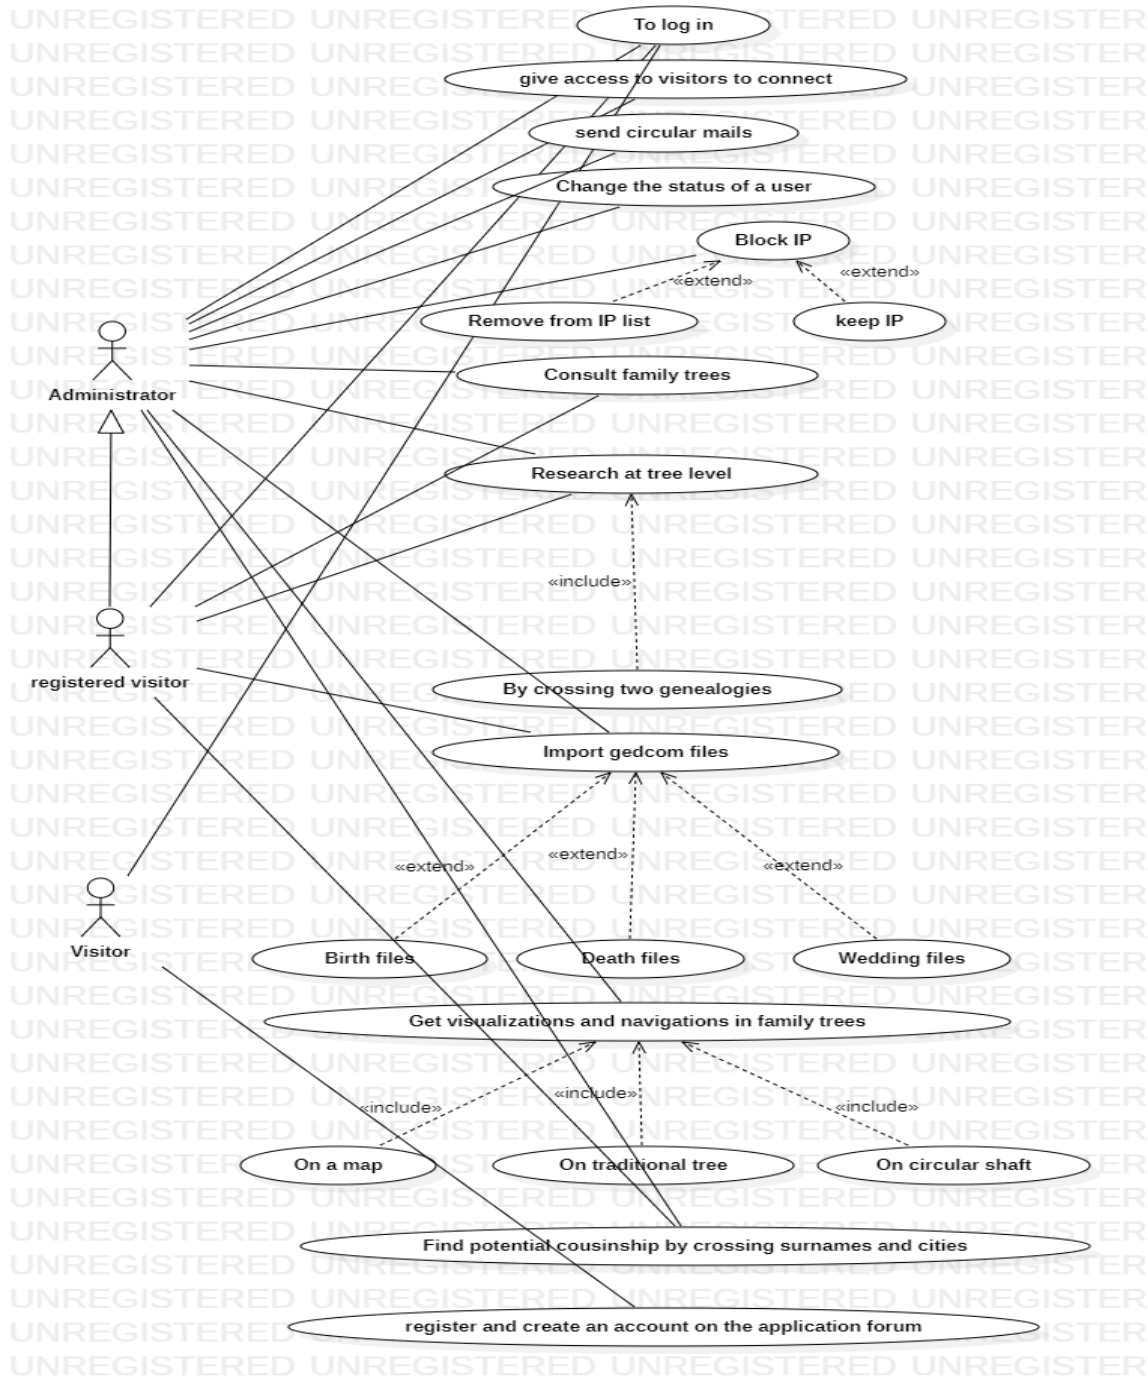 To log in
give access to visitors to connect
send circular mails
Change the status of a user
Block IP
«extend»
«extend»
Remove from IP list
keep IP
Consult family trees
Administrator
Research at tree level
«include»
registered visitor
By crossing two genealogies
Import gedcom files
«extend»
«extend»
«extend»
Visitor
Birth files
Death files
Wedding files
Get visualizations and navigations in family trees
«include»
«include»
«include»
On a map
On traditional tree
On circular shaft
Find potential cousinship by crossing surnames and cities
register and create an account on the application forum
UNREGISTERED